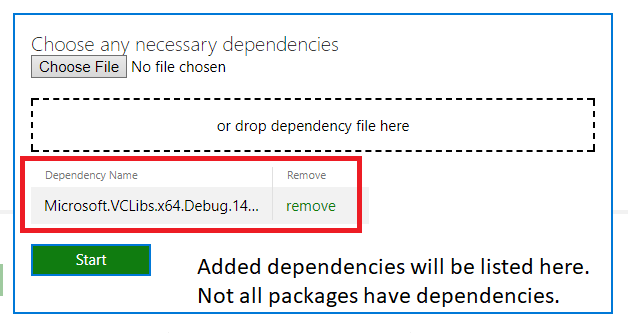 Choose any necessary dependencies
Choose File No file chosen
or drop dependency file here
Dependency Name Remove
Microsoft.VCLibs.x64.Debug.14... remove
Start
Added dependencies will be listed here.
Not all packages have dependencies.